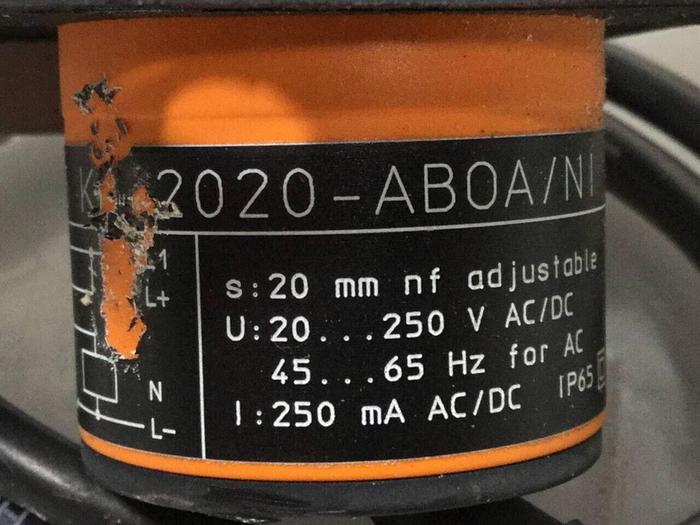 2020-ABOA/NI
L1
L+
N
L-
s:20 mm nf adjustable
U:20...250 V AC/DC
45...65 Hz for AC
I:250 mA AC/DC IP65